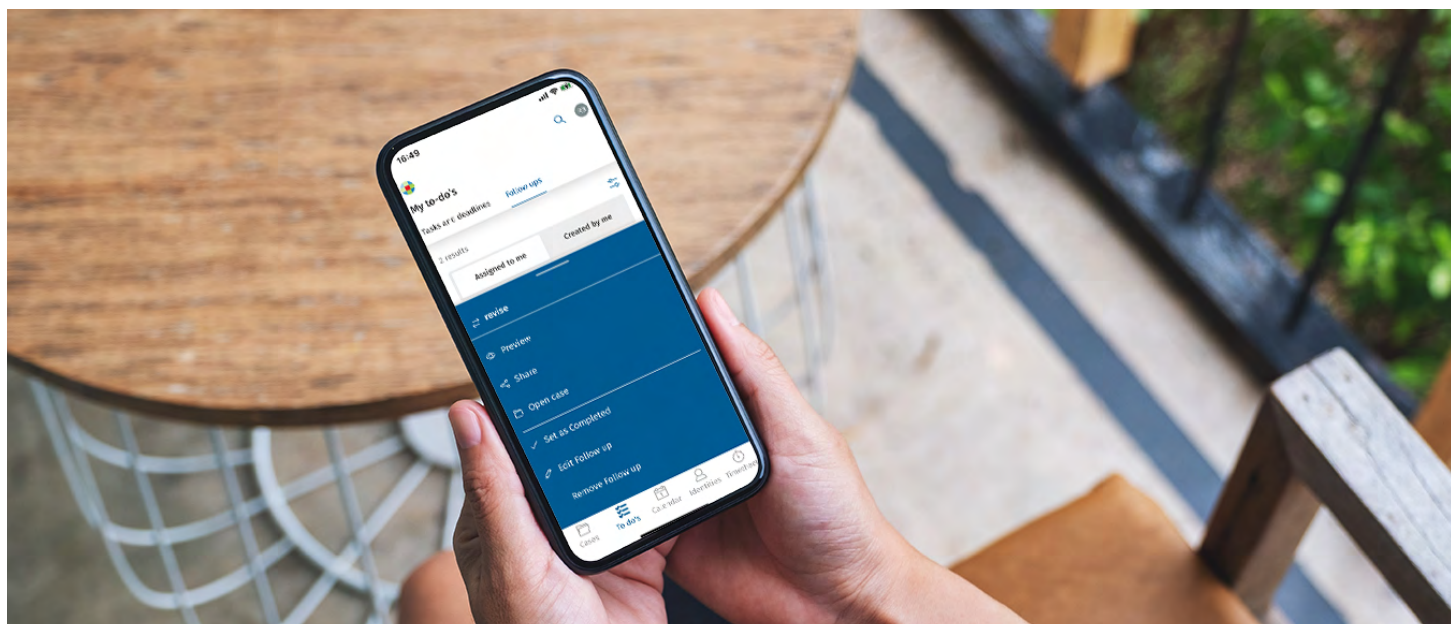 16:49
My to-do's
Tasks and deadlines
Follow ups
2 results
Assigned to me
Created by me
revise
Preview
Share
Open case
Set as Completed
Edit Follow up
Remove Follow up
Cases
To do's
Calendar
Identities
Timesheet